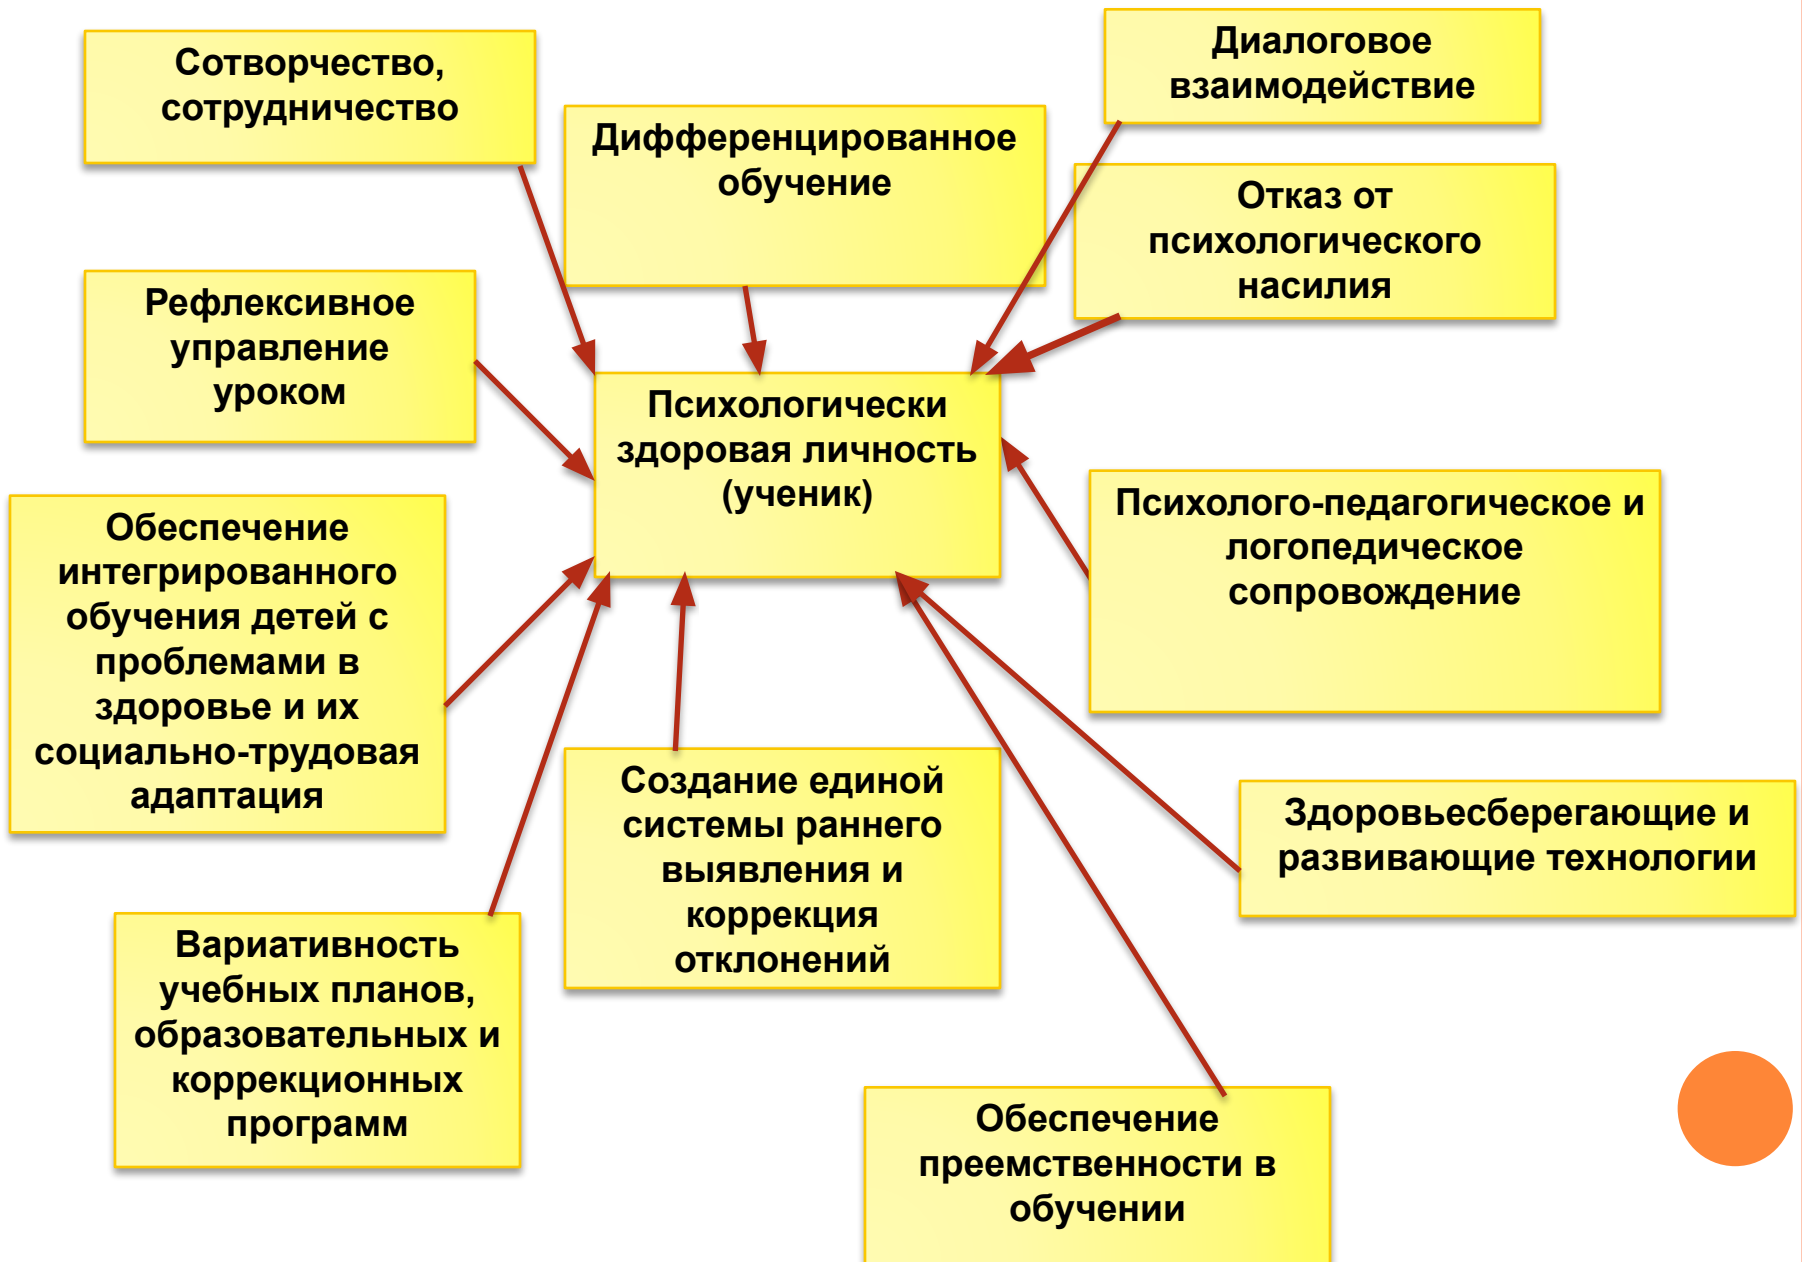 Сотворчество,
сотрудничество
Дифференцированное
обучение
Диалоговое
взаимодействие
Отказ от
психологического
насилия
Рефлексивное
управление
уроком
Психологически
здоровая личность
(ученик)
Психолого-педагогическое и
логопедическое
сопровождение
Обеспечение
интегрированного
обучения детей с
проблемами в
здоровье и их
социально-трудовая
адаптация
Создание единой
системы раннего
выявления и
коррекция
отклонений
Здоровьесберегающие и
развивающие технологии
Вариативность
учебных планов,
образовательных и
коррекционных
программ
Обеспечение
преемственности в
обучении